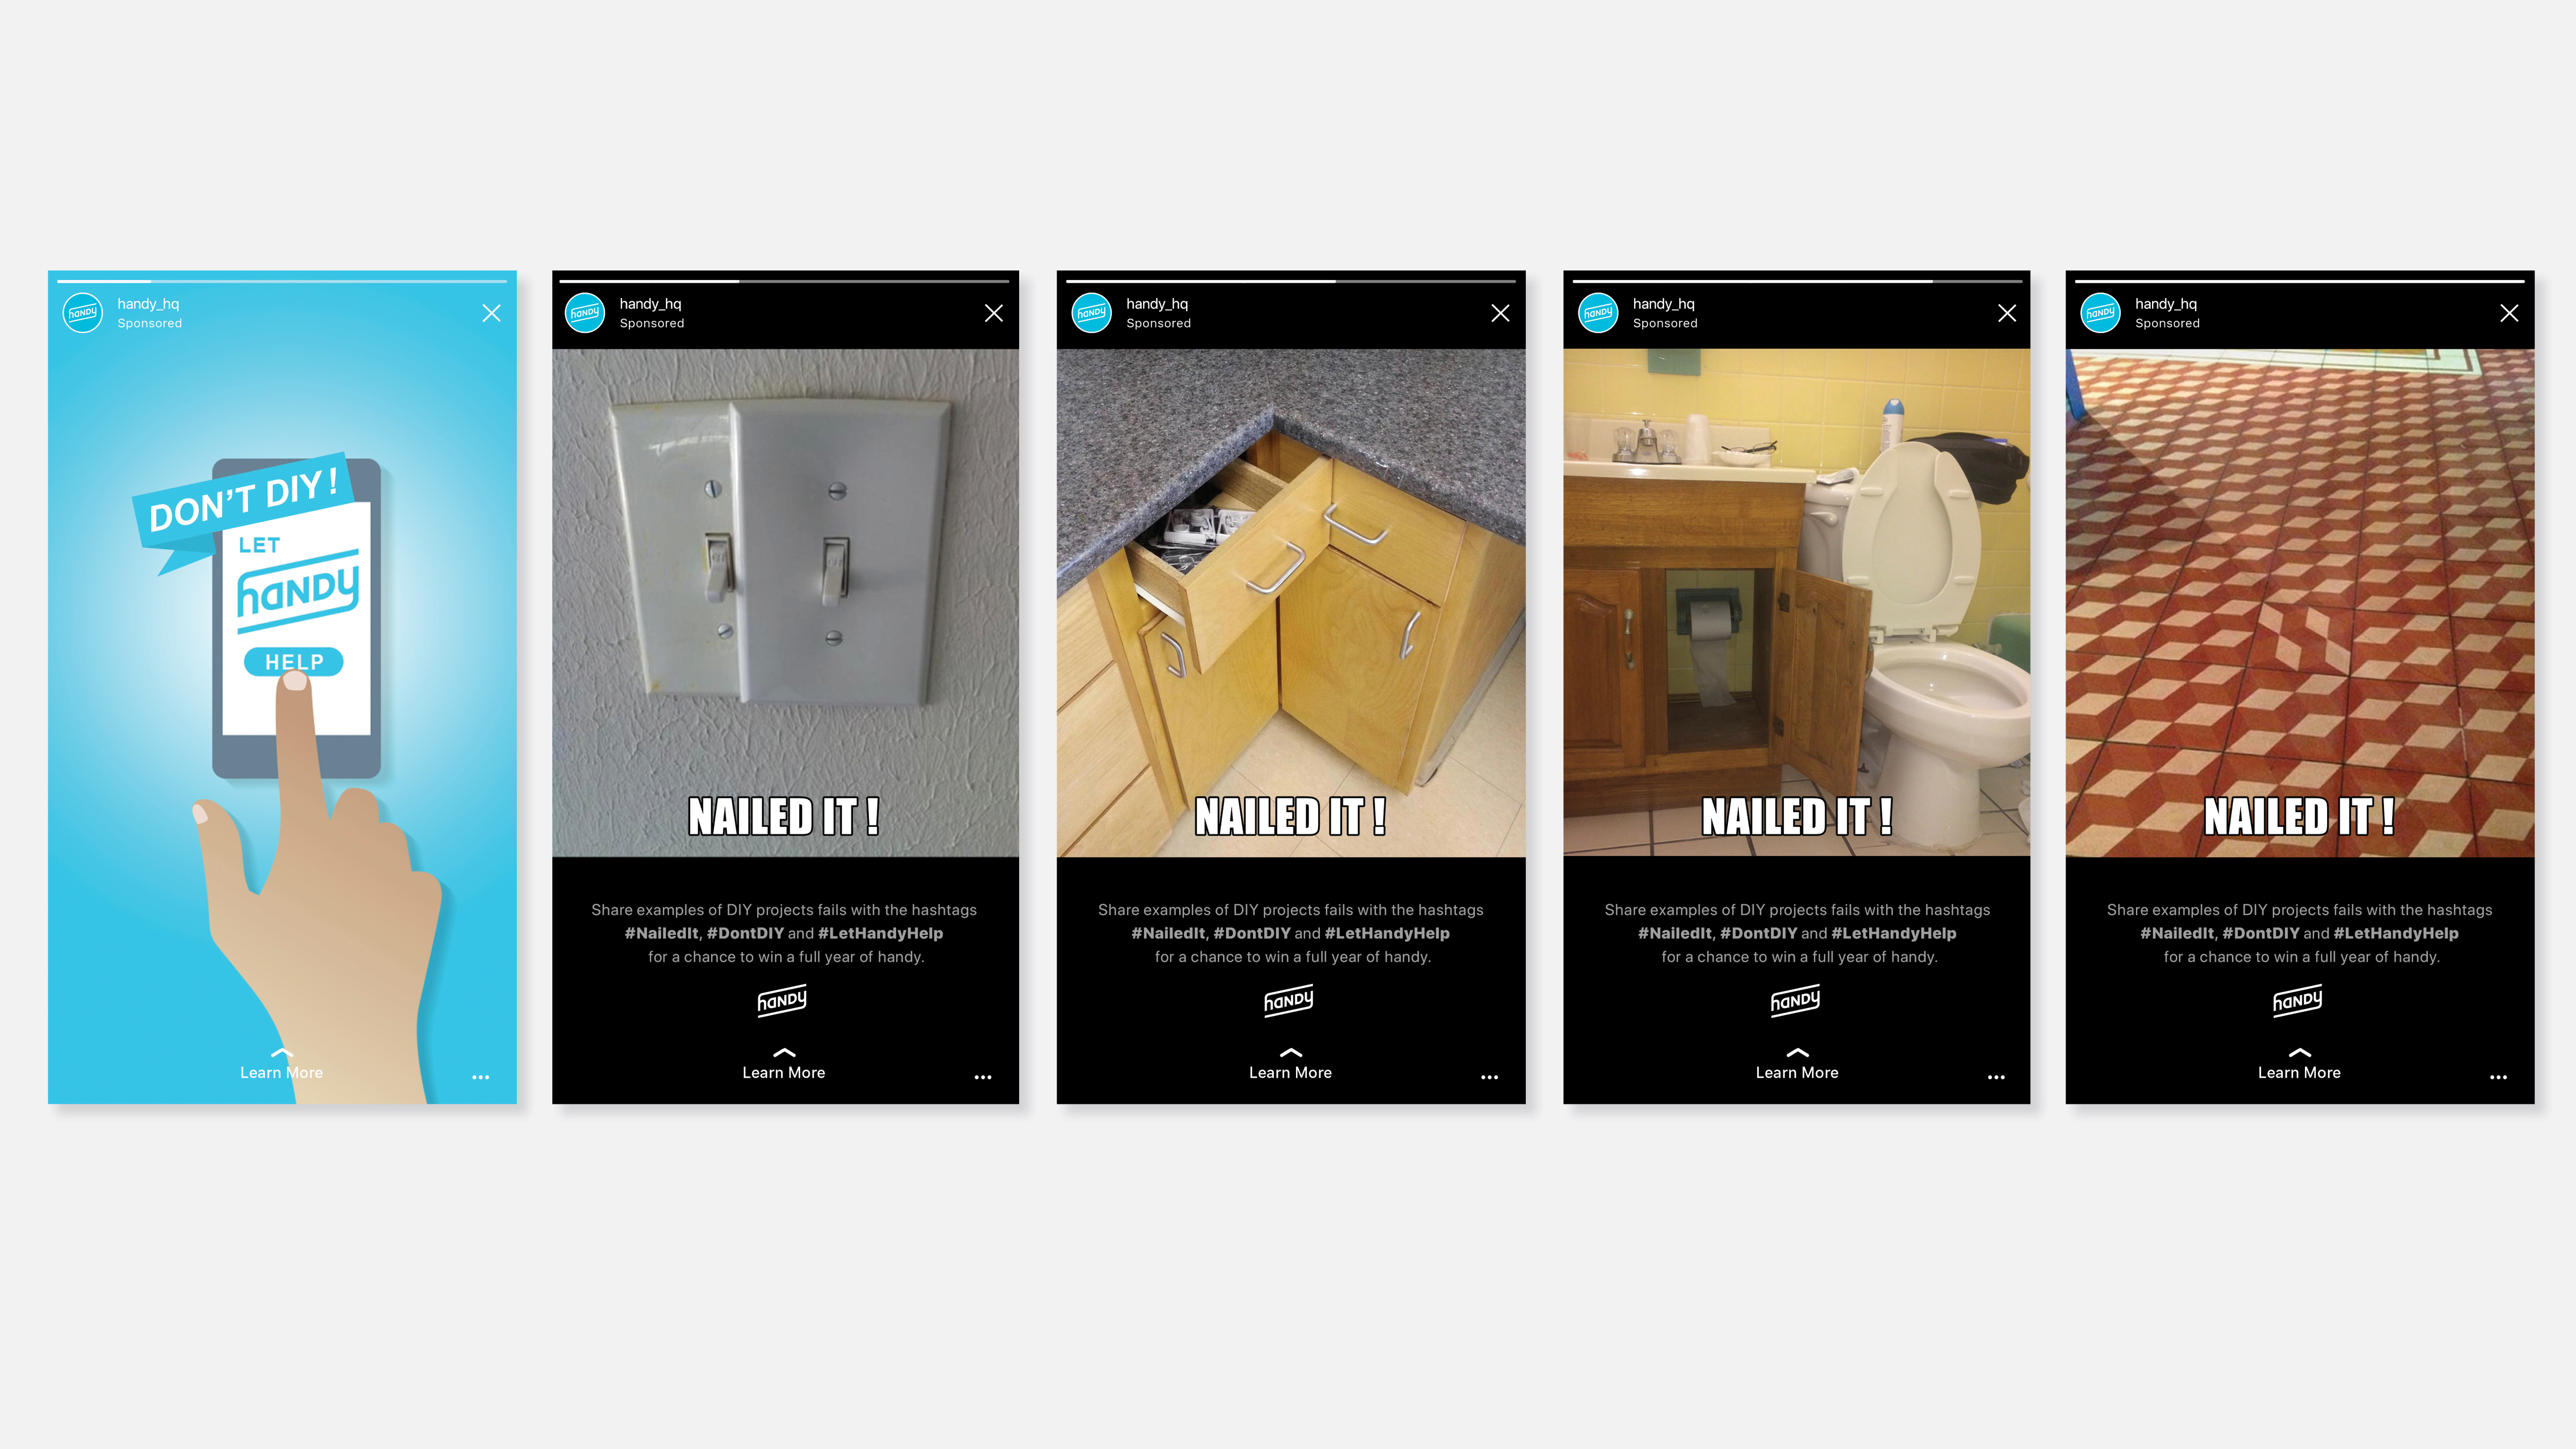 handy_hq
Sponsored
DON'T DIY !
LET
handy
HELP
Learn More
handy
handy_hq
Sponsored
NAILED IT !
Share examples of DIY projects fails with the hashtags
#NailedIt, #DontDIY and #LetHandyHelp
for a chance to win a full year of handy.
handy
Learn More
handy
handy_hq
Sponsored
NAILED IT !
Share examples of DIY projects fails with the hashtags
#NailedIt, #DontDIY and #LetHandyHelp
for a chance to win a full year of handy.
handy
Learn More
handy
handy_hq
Sponsored
NAILED IT !
Share examples of DIY projects fails with the hashtags
#NailedIt, #DontDIY and #LetHandyHelp
for a chance to win a full year of handy.
handy
Learn More
handy
handy_hq
Sponsored
NAILED IT !
Share examples of DIY projects fails with the hashtags
#NailedIt, #DontDIY and #LetHandyHelp
for a chance to win a full year of handy.
handy
Learn More
handy